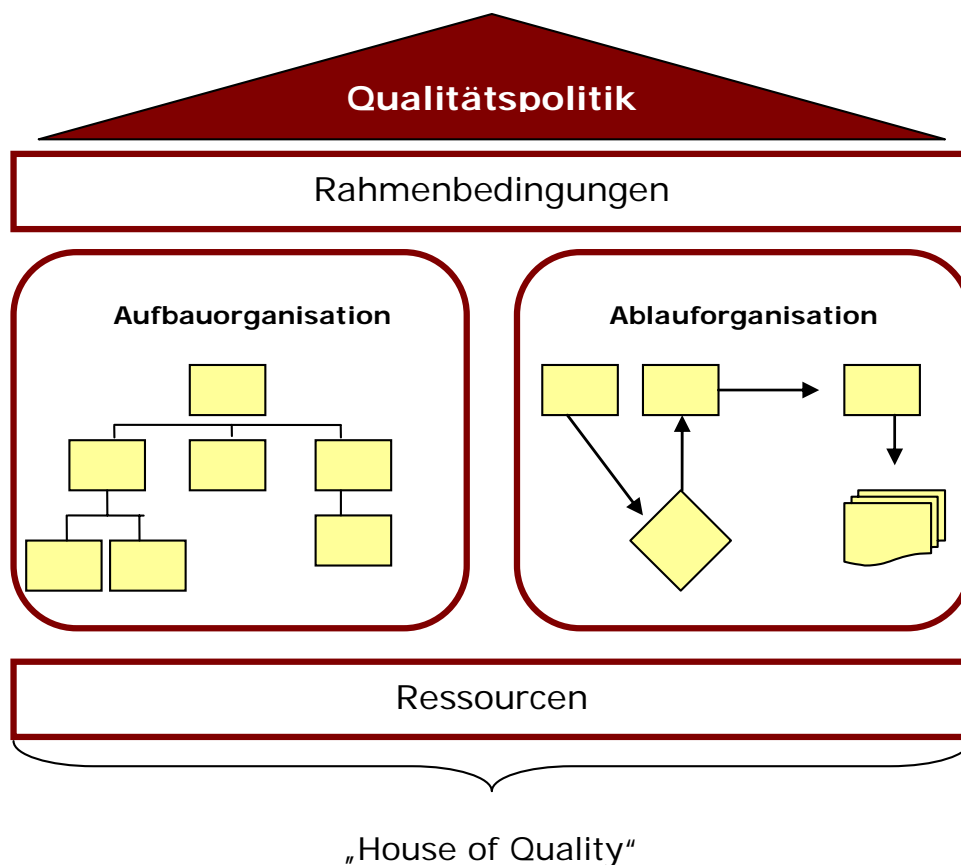 Qualitätspolitik
Rahmenbedingungen
Aufbauorganisation
Ablauforganisation
Ressourcen
„House of Quality“